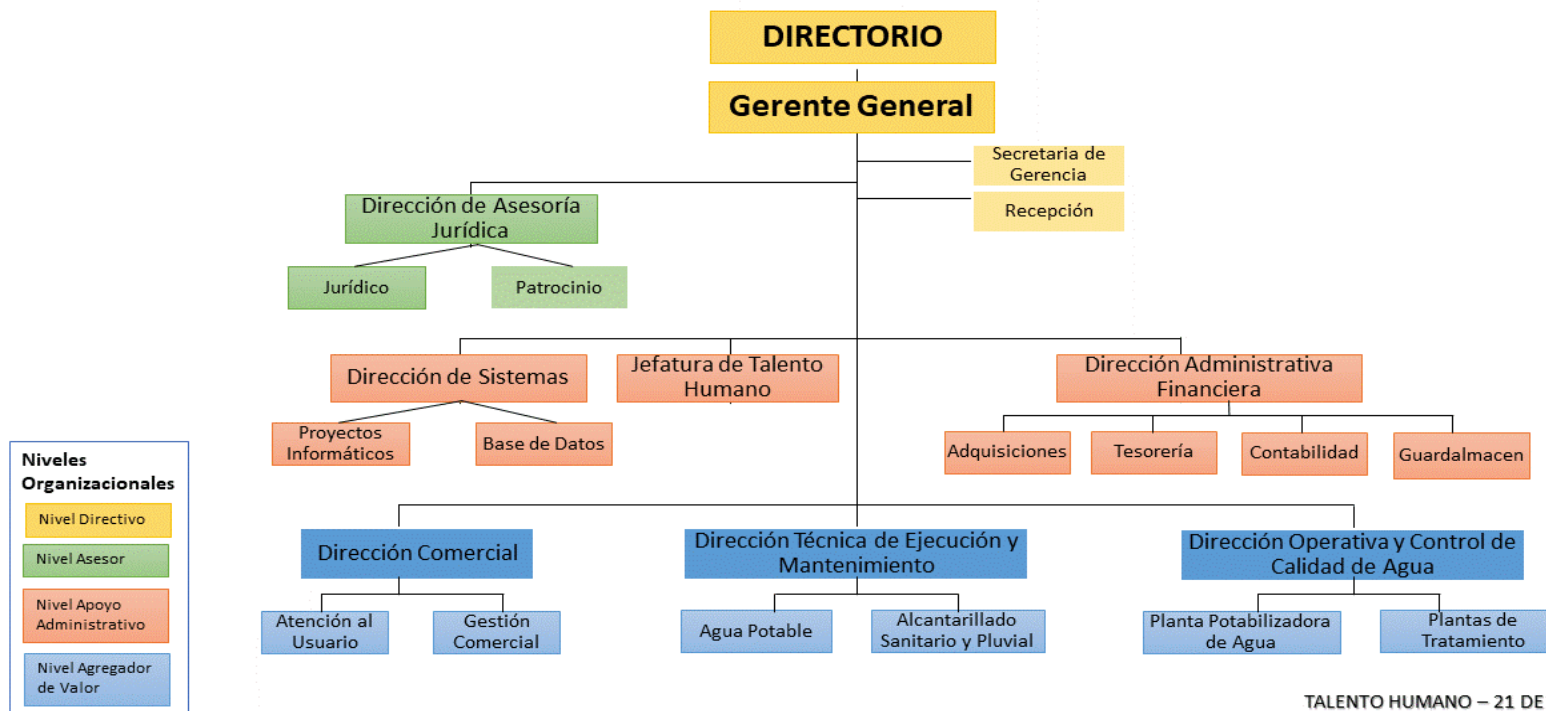 DIRECTORIO
Gerente General
Secretaria de
Gerencia
Recepción
Dirección de Asesoría
Jurídica
Jurídico
Patrocinio
Dirección de Sistemas
Jefatura de Talento
Humano
Dirección Administrativa
Financiera
Proyectos
Informáticos
Base de Datos
Adquisiciones
Tesorería
Contabilidad
Guardalmacen
Niveles
Organizacionales
Nivel Directivo
Nivel Asesor
Nivel Apoyo
Administrativo
Nivel Agregador
de Valor
Dirección Comercial
Dirección Técnica de Ejecución y
Mantenimiento
Dirección Operativa y Control de
Calidad de Agua
Atención al
Usuario
Gestión
Comercial
Agua Potable
Alcantarillado
Sanitario y Pluvial
Planta Potabilizadora
de Agua
Plantas de
Tratamiento
TALENTO HUMANO – 21 DE